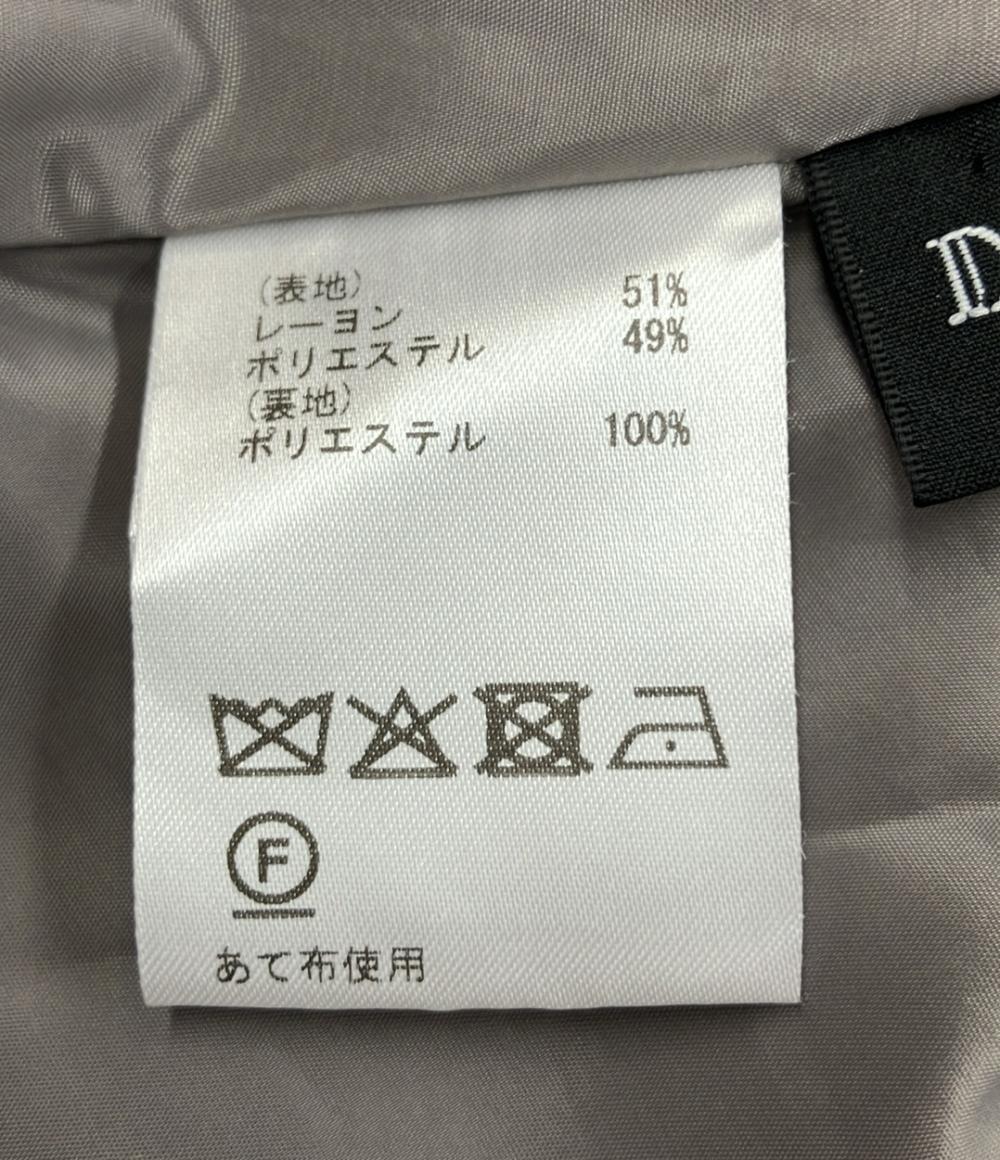 (表地)
レーヨン 51%
ポリエステル 49%
(裏地)
ポリエステル 100%
F
あて布使用
D